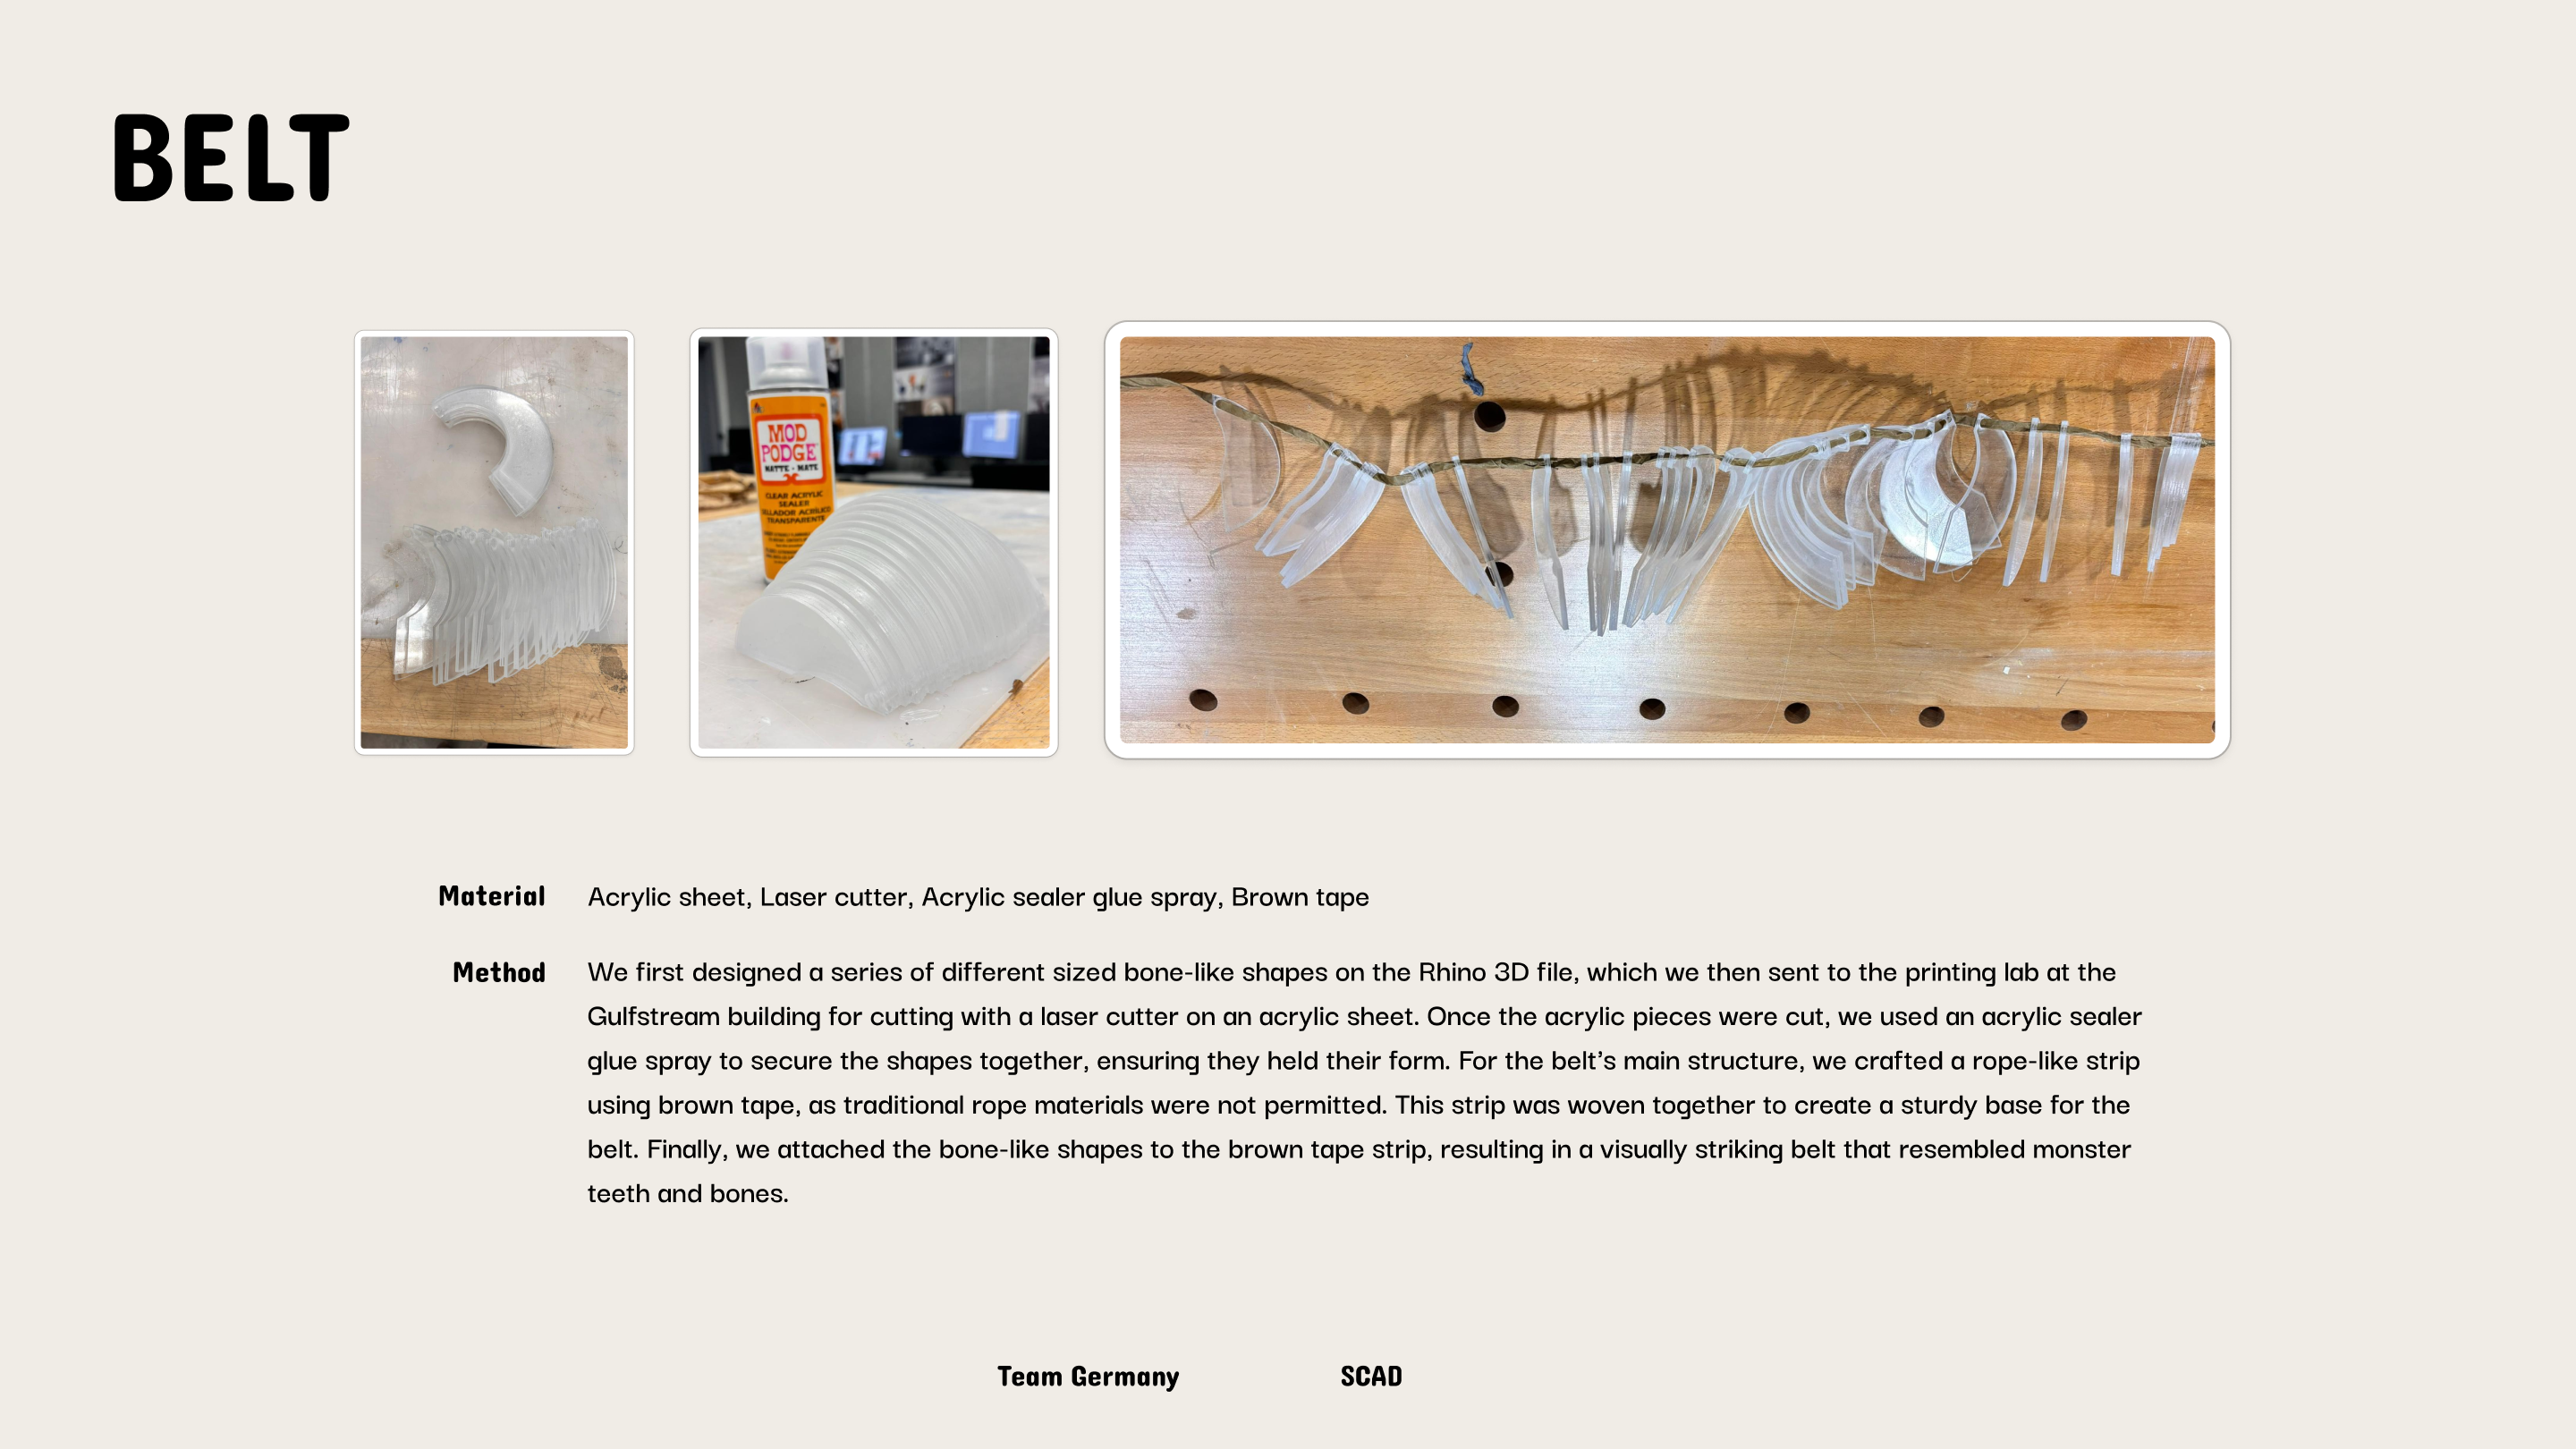 BELT
MOD
PODGE
MATTE - MATE
CLEAR ACRYLIC
SEALER
SELLADOR ACRÍLICO
TRANSPARENTE
Material Acrylic sheet, Laser cutter, Acrylic sealer glue spray, Brown tape
Method We first designed a series of different sized bone-like shapes on the Rhino 3D file, which we then sent to the printing lab at the
Gulfstream building for cutting with a laser cutter on an acrylic sheet. Once the acrylic pieces were cut, we used an acrylic sealer
glue spray to secure the shapes together, ensuring they held their form. For the belt’s main structure, we crafted a rope-like strip
using brown tape, as traditional rope materials were not permitted. This strip was woven together to create a sturdy base for the
belt. Finally, we attached the bone-like shapes to the brown tape strip, resulting in a visually striking belt that resembled monster
teeth and bones.
Team Germany SCAD